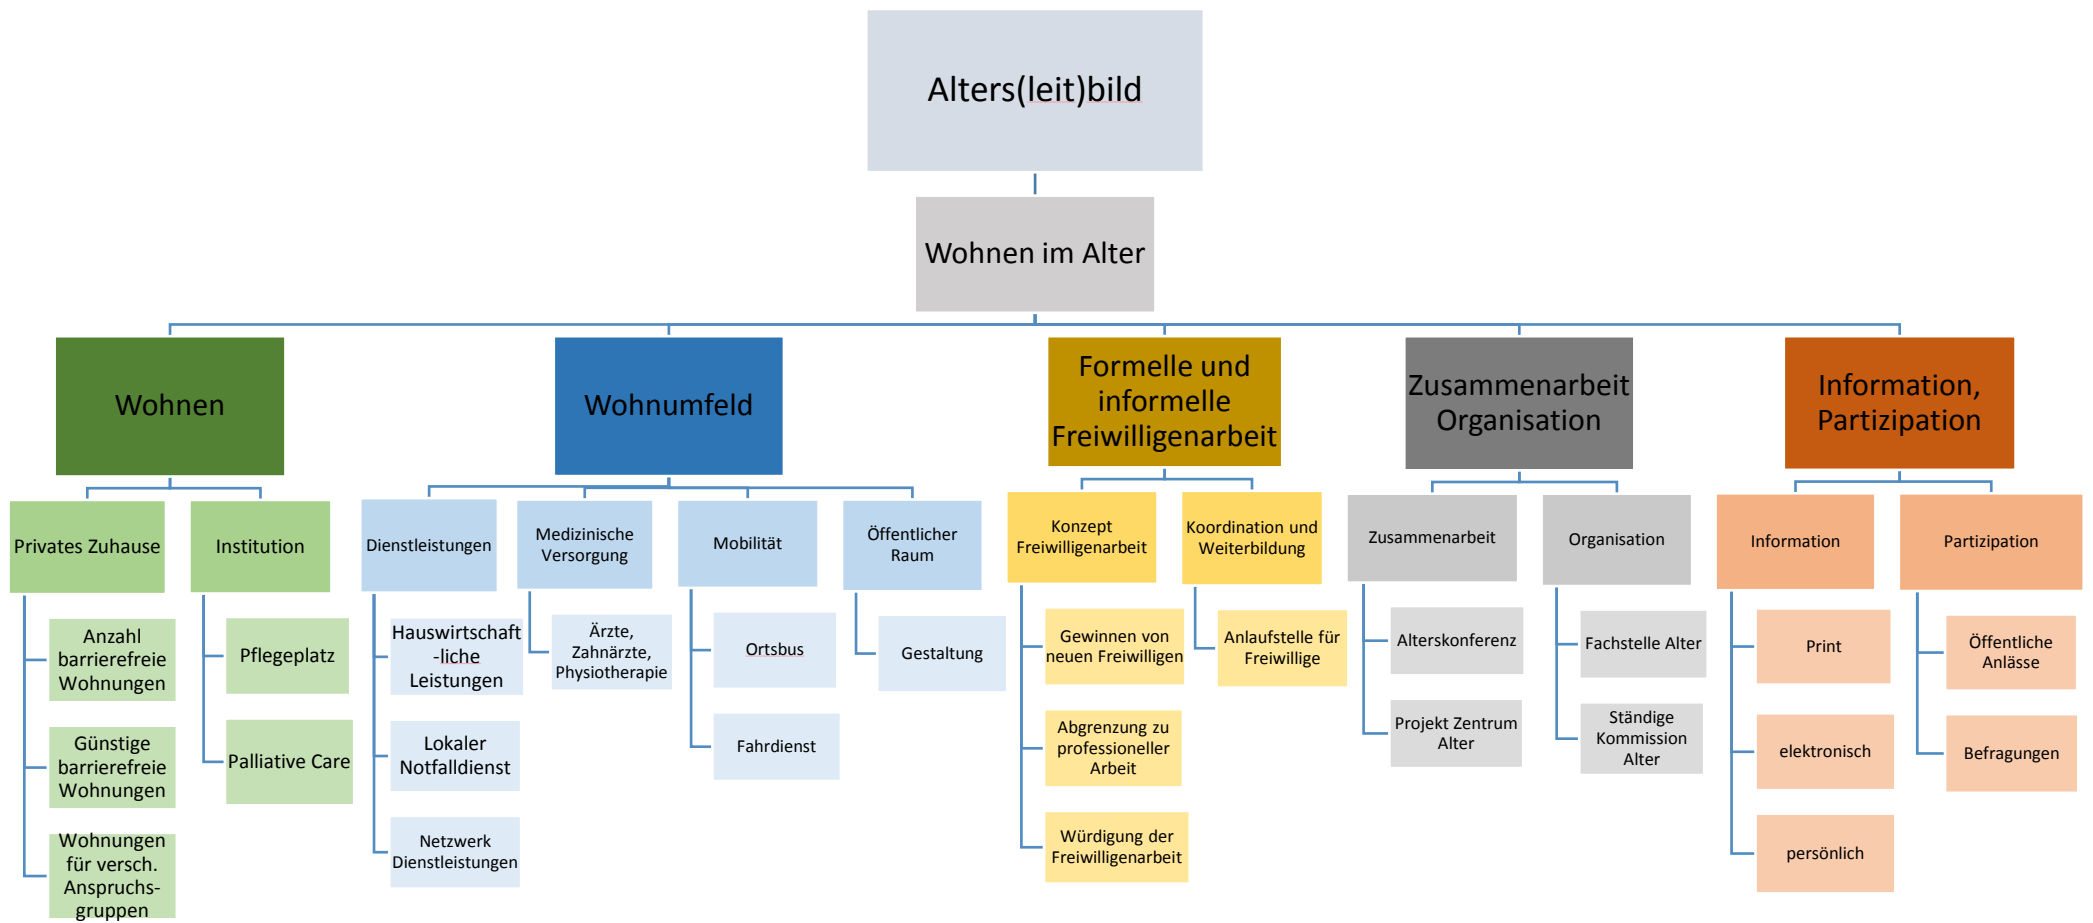 Alters(leit)bild
Wohnen im Alter
Wohnen
Wohnumfeld
Formelle und
informelle
Freiwilligenarbeit
Zusammenarbeit
Organisation
Information,
Partizipation
Privates Zuhause
Institution
Dienstleistungen
Medizinische
Versorgung
Mobilität
Öffentlicher
Raum
Konzept
Freiwilligenarbeit
Koordination und
Weiterbildung
Zusammenarbeit
Organisation
Information
Partizipation
Anzahl
barrierefreie
Wohnungen
Günstige
barrierefreie
Wohnungen
Wohnungen
für versch.
Anspruchs-
gruppen
Pflegeplatz
Palliative Care
Hauswirtschaft
-liche
Leistungen
Lokaler
Notfalldienst
Netzwerk
Dienstleistungen
Ärzte,
Zahnärzte,
Physiotherapie
Ortsbus
Fahrdienst
Gestaltung
Gewinnen von
neuen Freiwilligen
Abgrenzung zu
professioneller
Arbeit
Würdigung der
Freiwilligenarbeit
Anlaufstelle für
Freiwillige
Alterskonferenz
Projekt Zentrum
Alter
Fachstelle Alter
Ständige
Kommission
Alter
Print
elektronisch
persönlich
Öffentliche
Anlässe
Befragungen